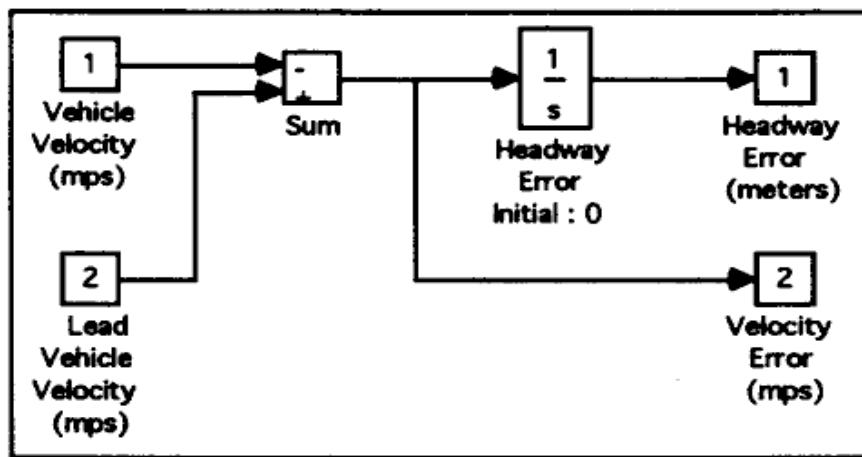 1
Vehicle
Velocity
(mps)
-
+
Sum
1
s
Headway
Error
Initial : 0
1
Headway
Error
(meters)
2
Lead
Vehicle
Velocity
(mps)
2
Velocity
Error
(mps)